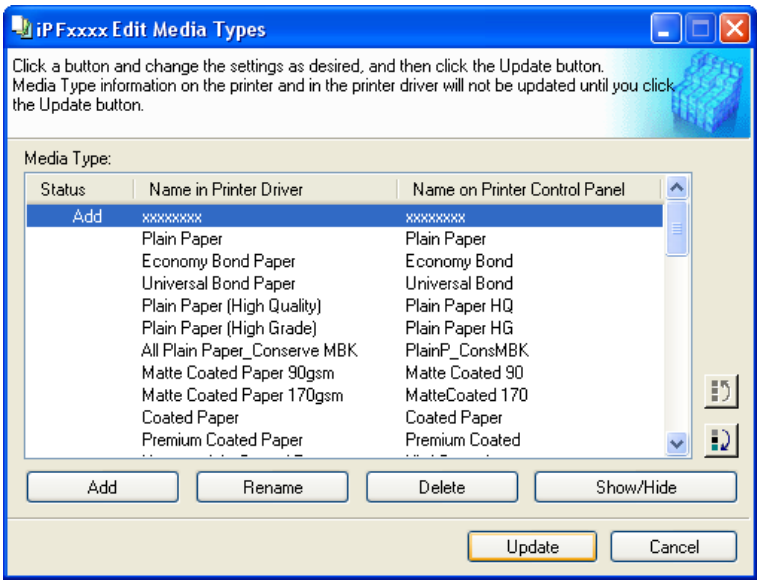 iPFxxxx Edit Media Types
Click a button and change the settings as desired, and then click the Update button.
Media Type information on the printer and in the printer driver will not be updated until you click
the Update button.
Media Type:
Status Name in Printer Driver Name on Printer Control Panel
Add xxxxxxxx xxxxxxxx
Plain Paper Plain Paper
Economy Bond Paper Economy Bond
Universal Bond Paper Universal Bond
Plain Paper (High Quality) Plain Paper HQ
Plain Paper (High Grade) Plain Paper HG
All Plain Paper_Conserve MBK PlainP_ConsMBK
Matte Coated Paper 90gsm Matte Coated 90
Matte Coated Paper 170gsm MatteCoated 170
Coated Paper Coated Paper
Premium Coated Paper Premium Coated
Add Rename Delete Show/Hide
Update Cancel